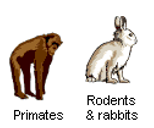 Primates
Rodents
& rabbits